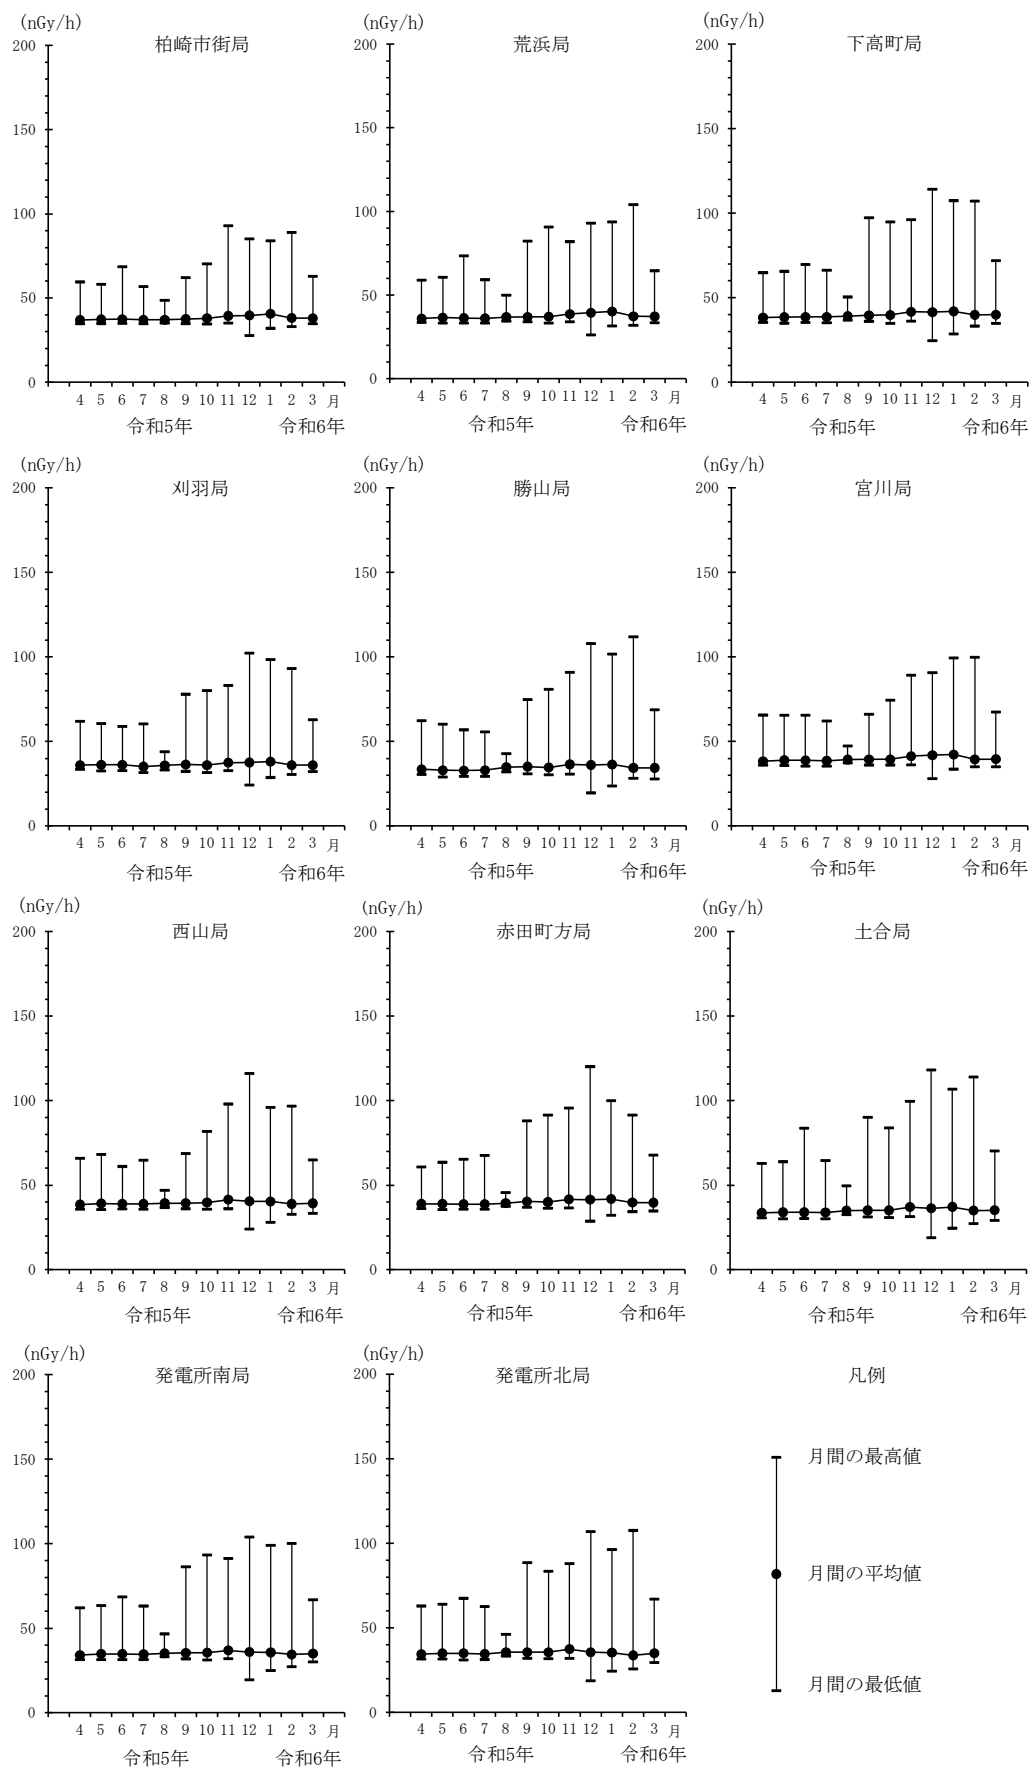 (nGy/h) (nGy/h) (nGy/h)
柏崎市街局 荒浜局 下高町局
200 200 200
150 150 150
100 100 100
50 50 50
0 0 0
4 5 6 7 8 9 10 11 12 1 2 3 月 4 5 6 7 8 9 10 11 12 1 2 3 月 4 5 6 7 8 9 10 11 12 1 2 3 月
令和5年 令和6年 令和5年 令和6年 令和5年 令和6年
(nGy/h) (nGy/h) (nGy/h)
刈羽局 勝山局 宮川局
200 200 200
150 150 150
100 100 100
50 50 50
0 0 0
4 5 6 7 8 9 10 11 12 1 2 3 月 4 5 6 7 8 9 10 11 12 1 2 3 月 4 5 6 7 8 9 10 11 12 1 2 3 月
令和5年 令和6年 令和5年 令和6年 令和5年 令和6年
(nGy/h) (nGy/h) (nGy/h)
西山局 赤田町方局 土合局
200 200 200
150 150 150
100 100 100
50 50 50
0 0 0
4 5 6 7 8 9 10 11 12 1 2 3 月 4 5 6 7 8 9 10 11 12 1 2 3 月 4 5 6 7 8 9 10 11 12 1 2 3 月
令和5年 令和6年 令和5年 令和6年 令和5年 令和6年
(nGy/h) (nGy/h)
発電所南局 発電所北局 凡例
200 200
150 150 月間の最高値
100 100
50 50 月間の平均値
0 0 月間の最低値
4 5 6 7 8 9 10 11 12 1 2 3 月 4 5 6 7 8 9 10 11 12 1 2 3 月
令和5年 令和6年 令和5年 令和6年